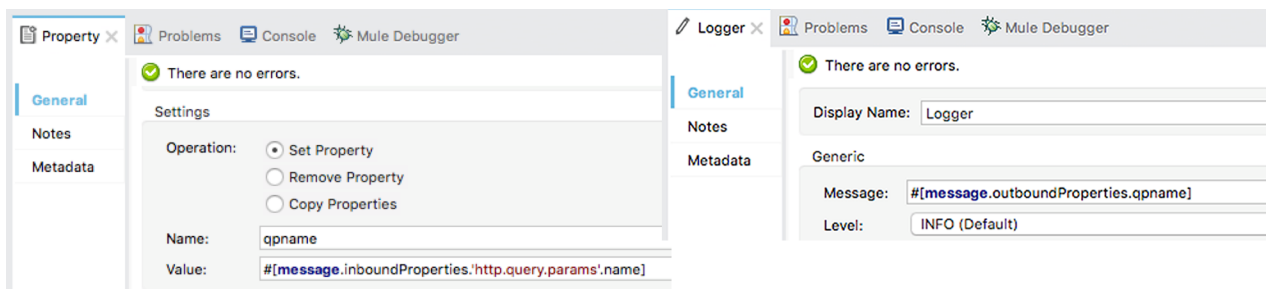 Property
Problems
Console
Mule Debugger
There are no errors.
General
Notes
Metadata
Settings
Operation:
Set Property
Remove Property
Copy Properties
Name:
qpname
Value:
#[message.inboundProperties.'http.query.params'.name]
Logger
Problems
Console
Mule Debugger
There are no errors.
General
Notes
Metadata
Display Name:
Logger
Generic
Message:
#[message.outboundProperties.qpname]
Level:
INFO (Default)